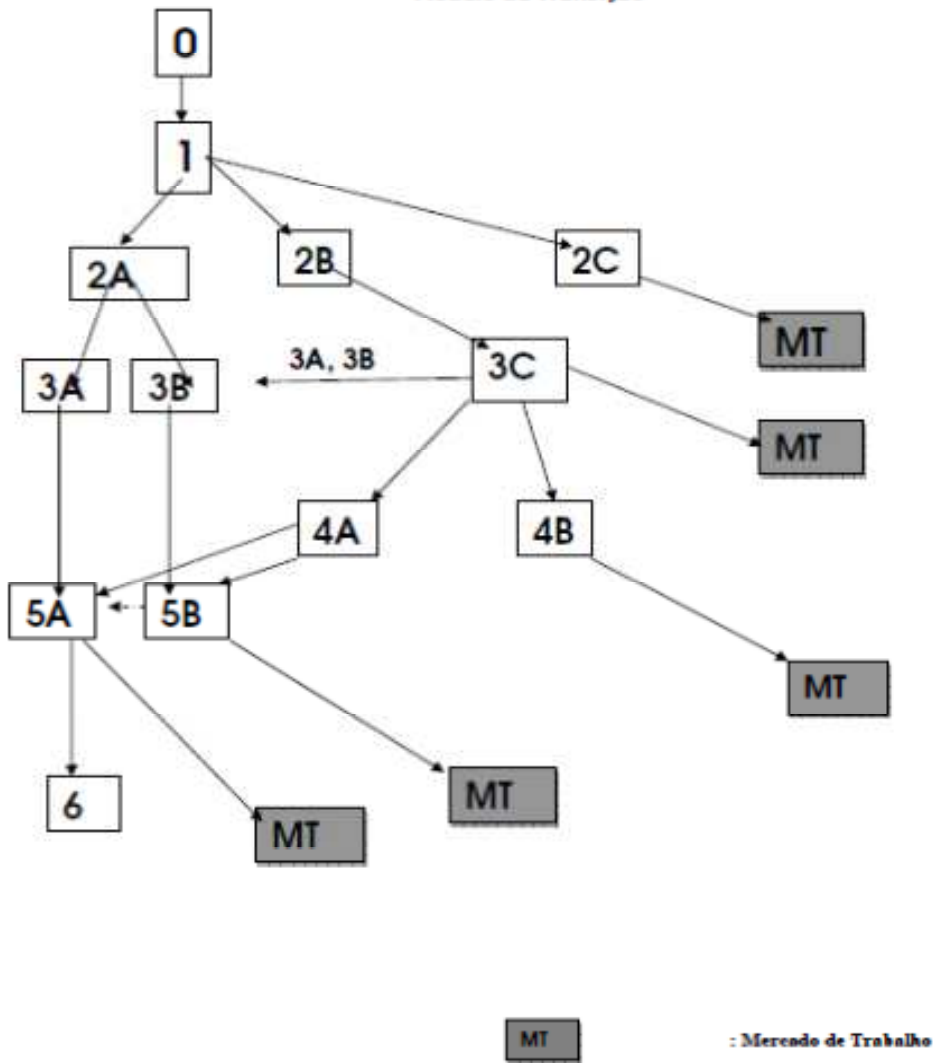 0
1
2A 2B 2C
MT
3A 3B 3A, 3B 3C
MT
4A 4B
5A 5B
MT
6 MT
MT
MT : Mercado de Trabalho